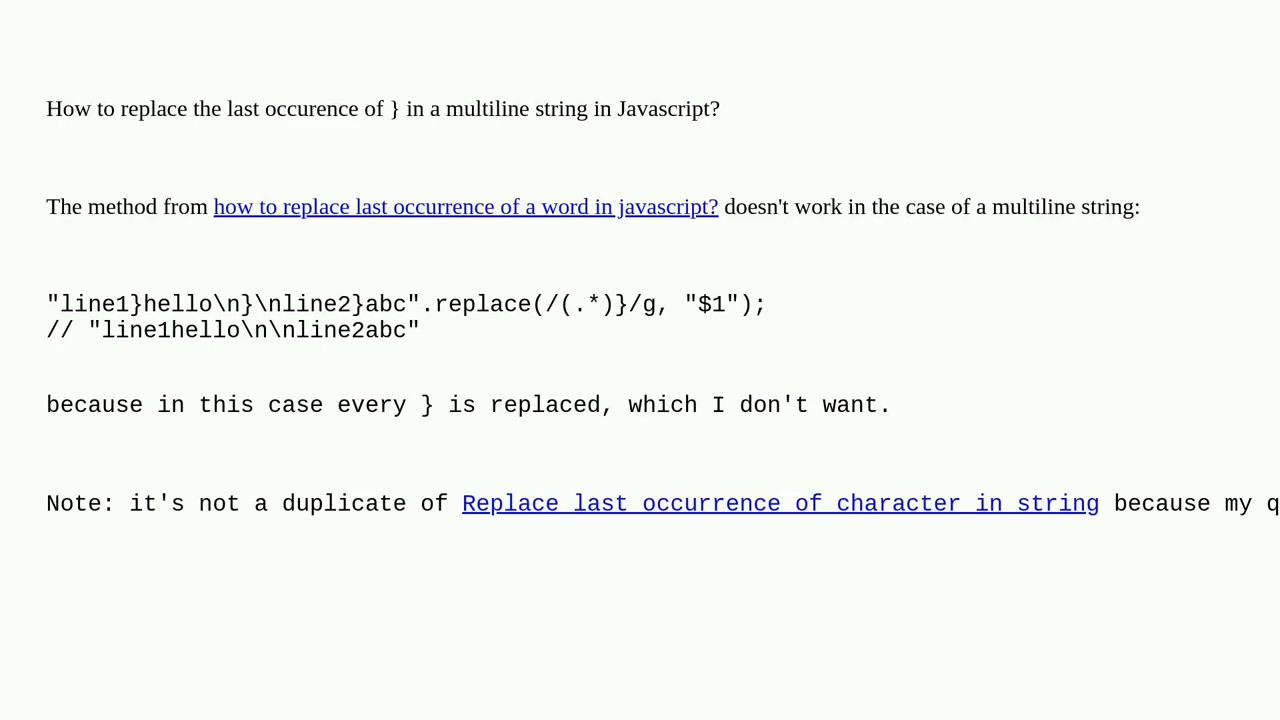 How to replace the last occurence of } in a multiline string in Javascript?
The method from how to replace last occurrence of a word in javascript? doesn't work in the case of a multiline string:
"line1}hello\n}\nline2}abc".replace(/(.*)}/g, "$1");
// "line1hello\n\nline2abc"
because in this case every } is replaced, which I don't want.
Note: it's not a duplicate of Replace last occurrence of character in string because my q